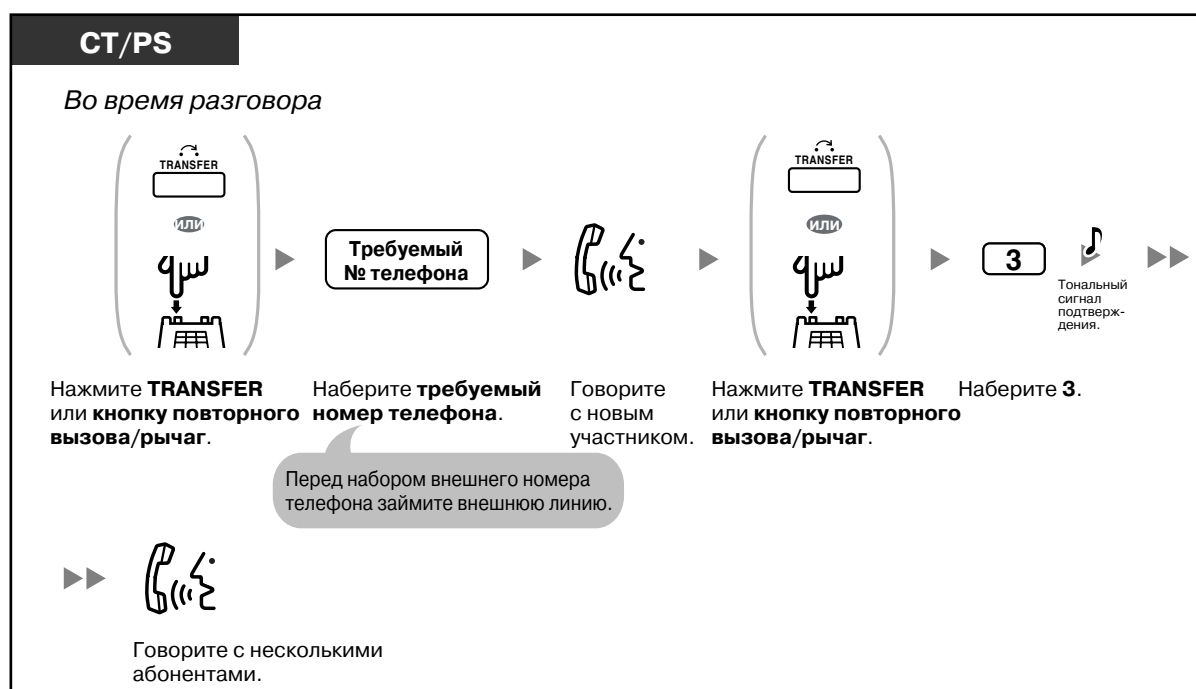 CT/PS
Во время разговора
TRANSFER
или
Требуемый
№ телефона
TRANSFER
или
3
Тональный
сигнал
подтверж-
дения.
Нажмите TRANSFER
или кнопку повторного
вызова/рычаг.
Наберите требуемый
номер телефона.
Говорите
с новым
участником.
Нажмите TRANSFER
или кнопку повторного
вызова/рычаг.
Наберите 3.
Перед набором внешнего номера
телефона займите внешнюю линию.
Говорите с несколькими
абонентами.